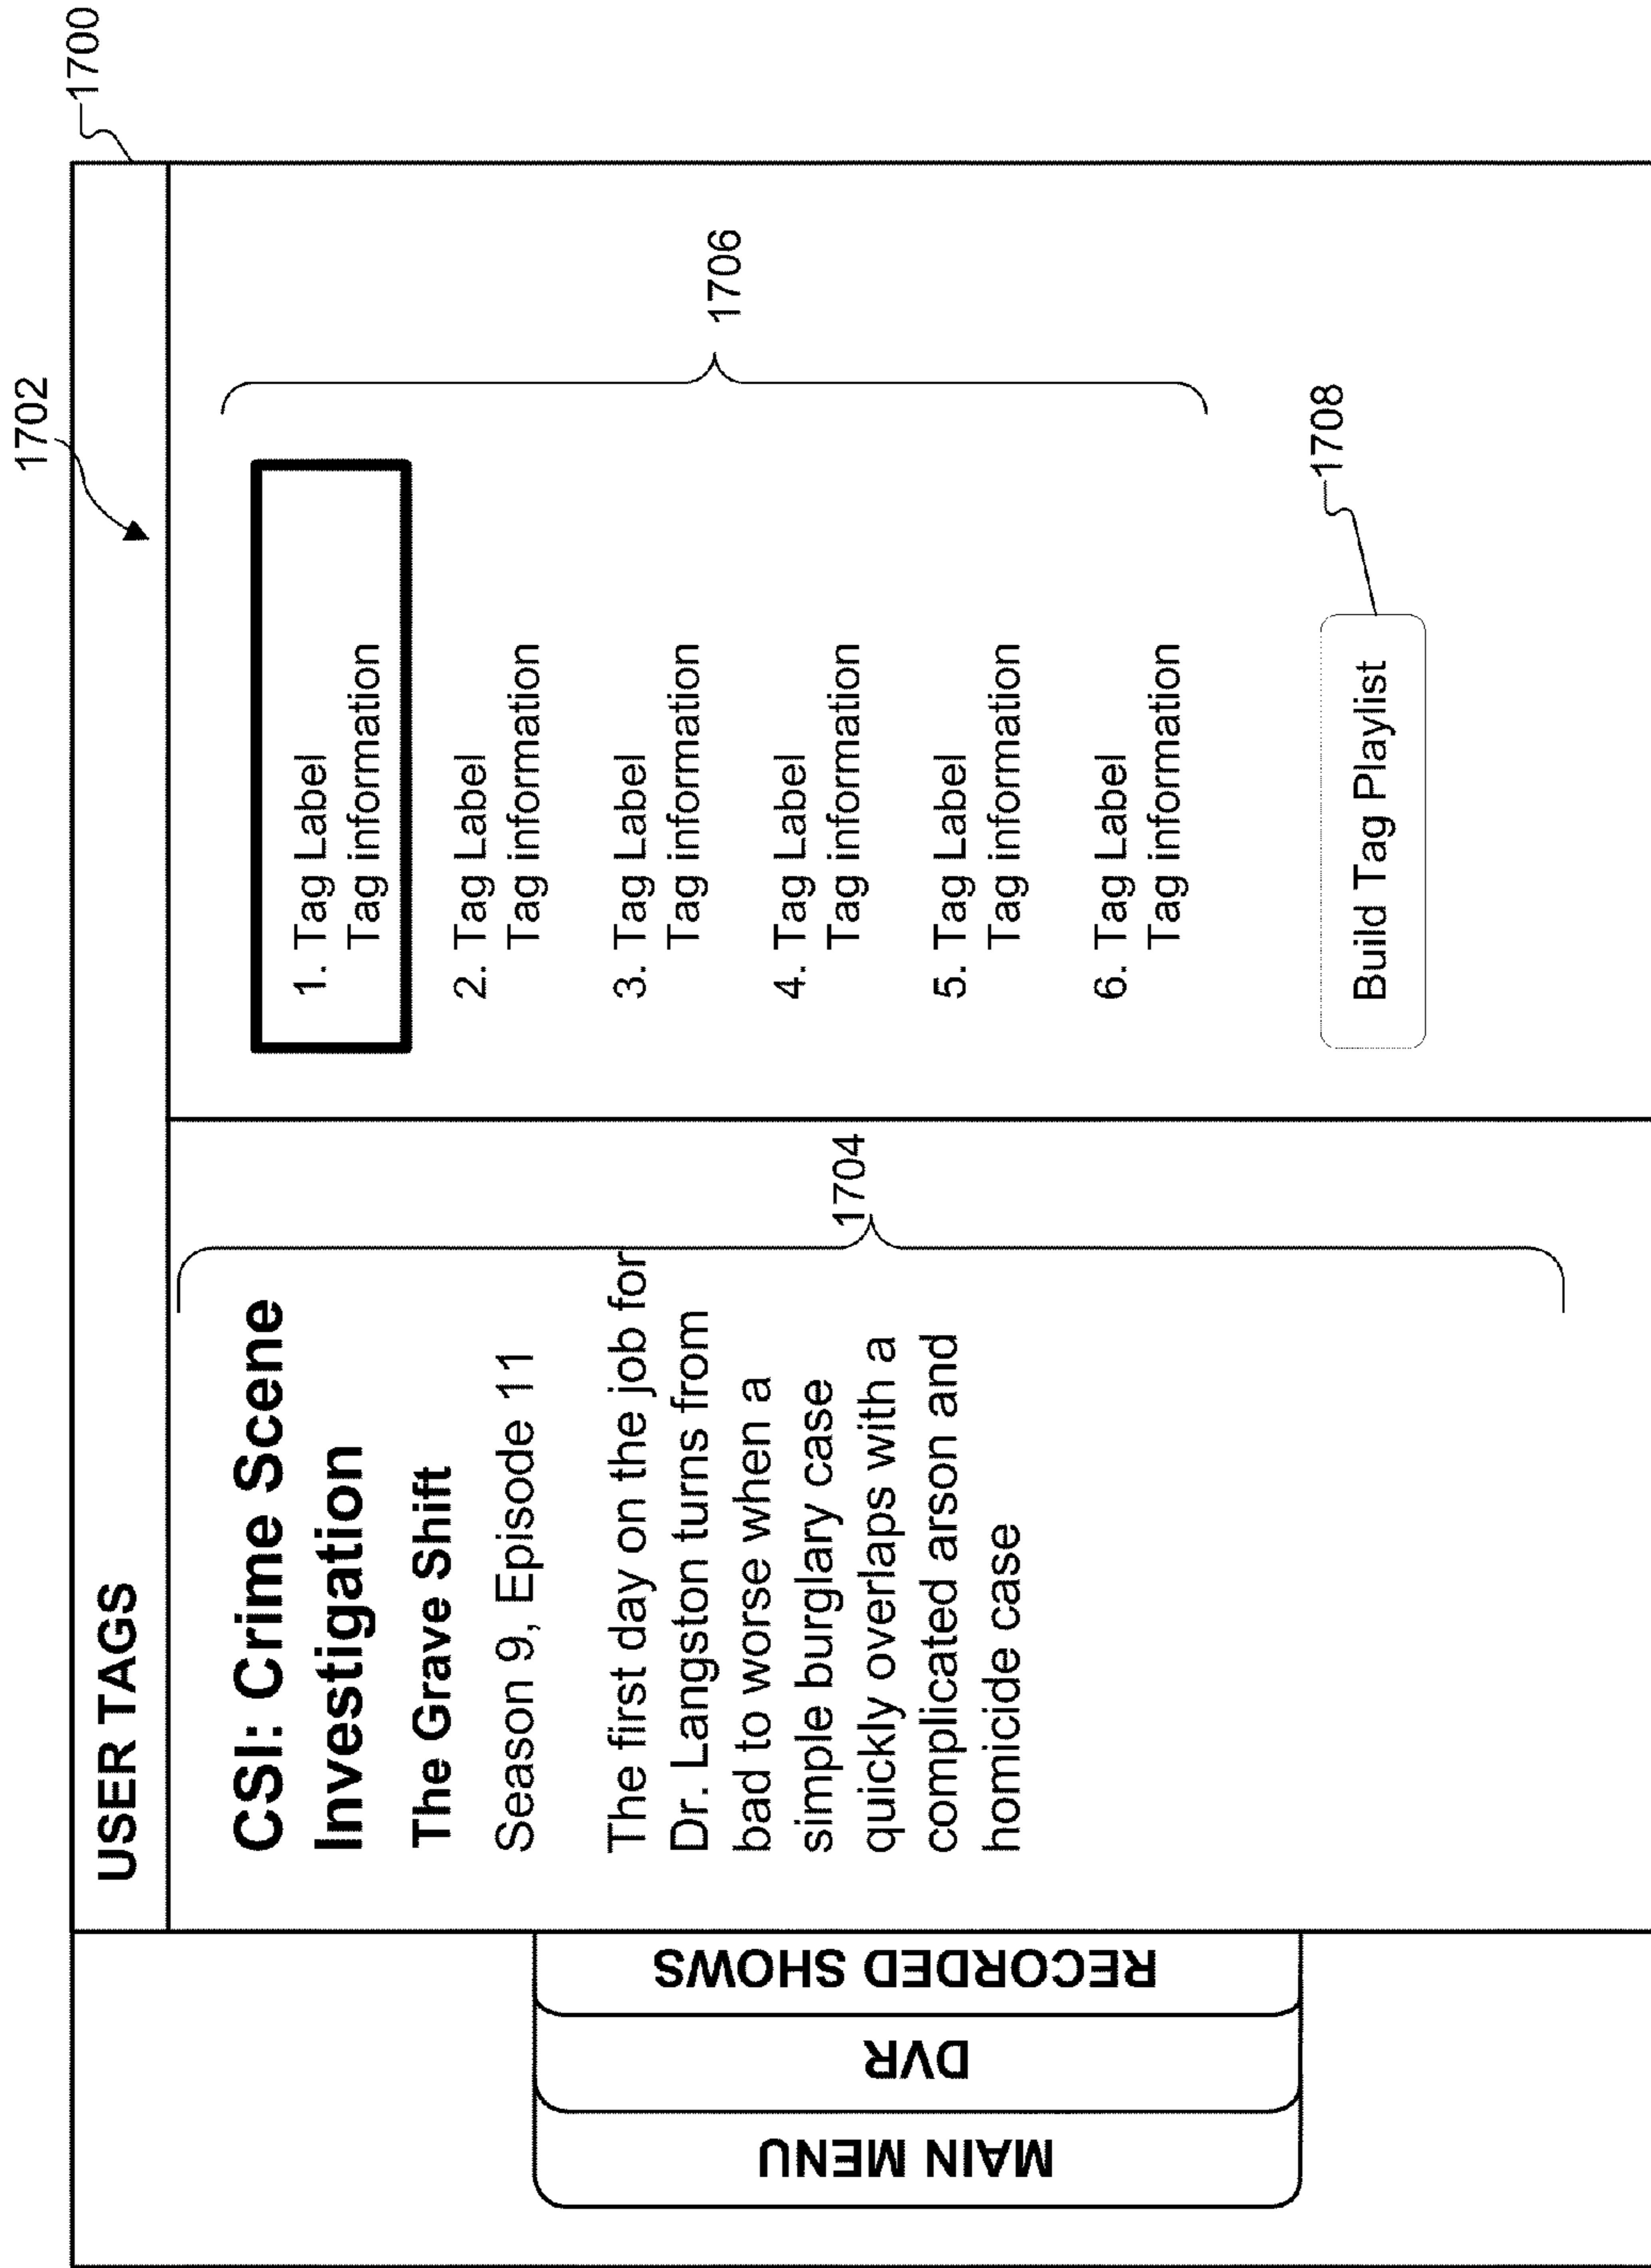 1702
1700
USER TAGS
MAIN MENU
DVR
RECORDED SHOWS
CSI: Crime Scene
Investigation
The Grave Shift
Season 9, Episode 11
The first day on the job for
Dr. Langston turns from
bad to worse when a
simple burglary case
quickly overlaps with a
complicated arson and
homicide case
1704
1. Tag Label
Tag information
2. Tag Label
Tag information
3. Tag Label
Tag information
4. Tag Label
Tag information
5. Tag Label
Tag information
6. Tag Label
Tag information
1706
Build Tag Playlist
1708